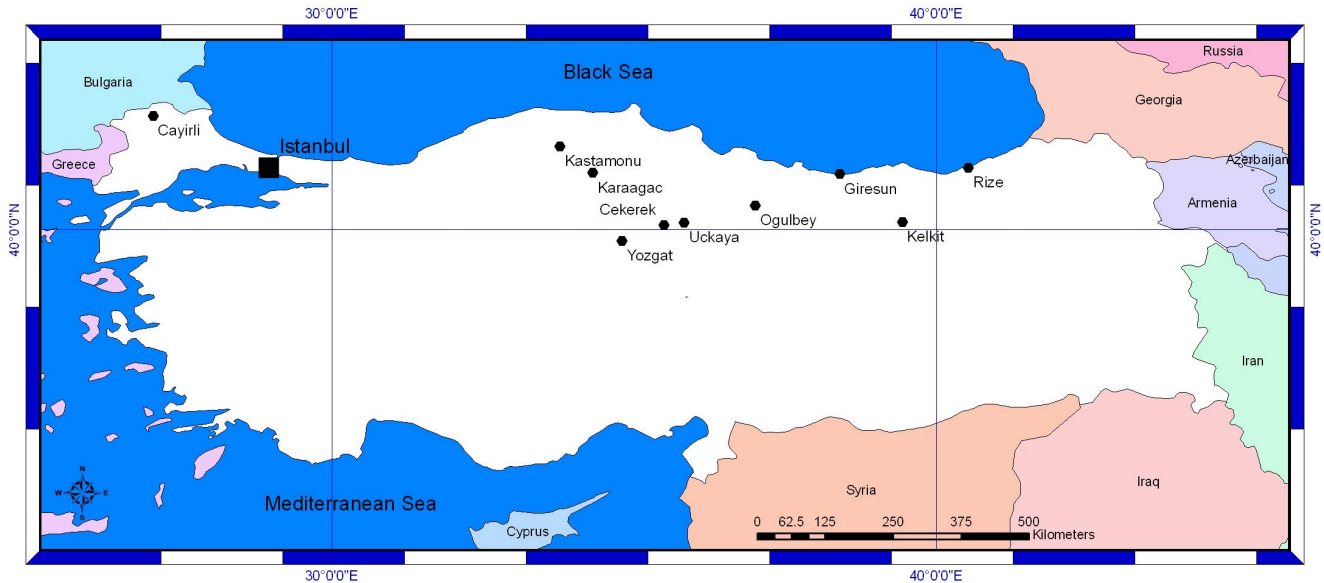 30°0'0"E
40°0'0"E
Russia
Black Sea
Bulgaria
Georgia
Cayirli
Istanbul
Kastamonu
Azerbaijan
Greece
Karaagac
Giresun
Rize
Armenia
Cekerek
Ogulbey
Uckaya
Kelkit
Yozgat
40°0'0"N
40°0'0"N
Iran
N
W
E
S
Syria
Iraq
Mediterranean Sea
Cyprus
0 62.5 125 250 375 500
Kilometers
30°0'0"E
40°0'0"E